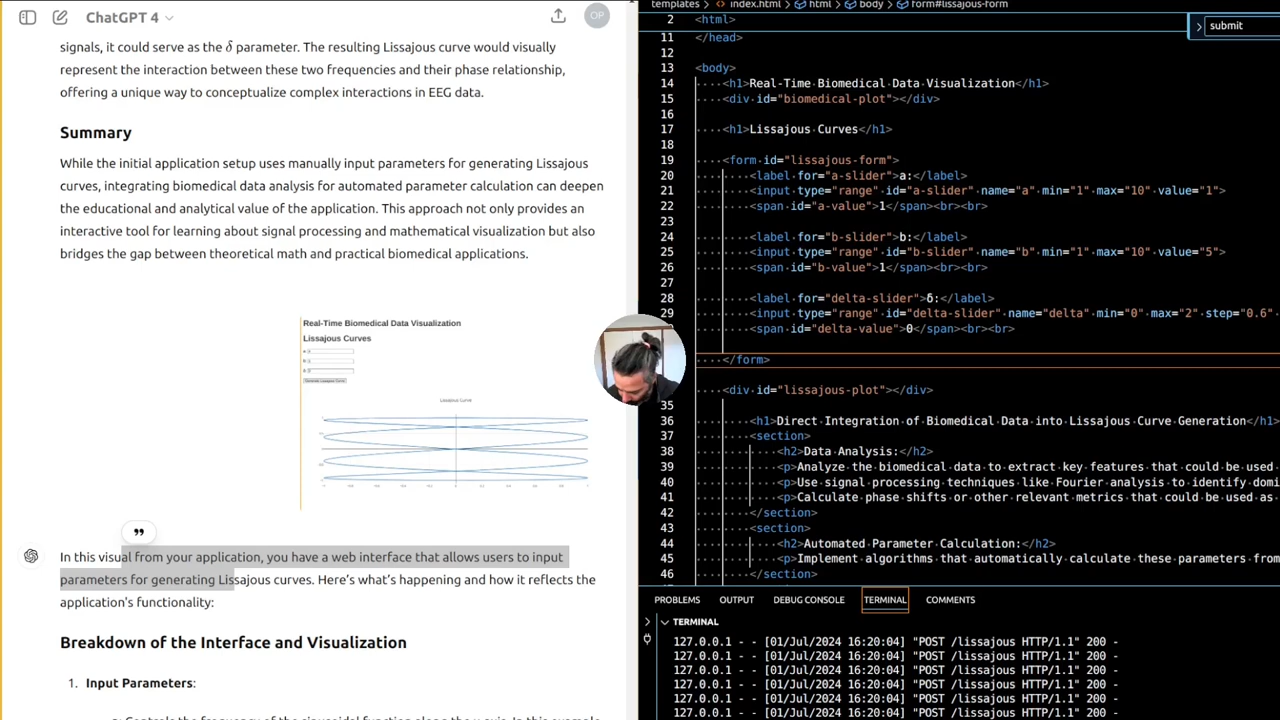 ChatGPT 4
OP
signals, it could serve as the δ parameter. The resulting Lissajous curve would visually
represent the interaction between these two frequencies and their phase relationship,
offering a unique way to conceptualize complex interactions in EEG data.
Summary
While the initial application setup uses manually input parameters for generating Lissajous
curves, integrating biomedical data analysis for automated parameter calculation can deepen
the educational and analytical value of the application. This approach not only provides an
interactive tool for learning about signal processing and mathematical visualization but also
bridges the gap between theoretical math and practical biomedical applications.
Real-Time Biomedical Data Visualization
Lissajous Curves
Lissajous Curve
In this visual from your application, you have a web interface that allows users to input
parameters for generating Lissajous curves. Here's what's happening and how it reflects the
application's functionality:
Breakdown of the Interface and Visualization
1. Input Parameters:
templates > index.html > html > body > form#lissajous-form
submit
2 <html>
11 </head>
12
13 <body>
14 <h1>Real-Time·Biomedical·Data·Visualization</h1>
15 <div·id="biomedical-plot"></div>
16
17 <h1>Lissajous·Curves</h1>
18
19 <form·id="lissajous-form">
20 <label·for="a-slider">a:</label>
21 <input·type="range"·id="a-slider"·name="a"·min="1"·max="10"·value="1">
22 <span·id="a-value">1</span><br><br>
23
24 <label·for="b-slider">b:</label>
25 <input·type="range"·id="b-slider"·name="b"·min="1"·max="10"·value="5">
26 <span·id="b-value">1</span><br><br>
27
28 <label·for="delta-slider">δ:</label>
29 <input·type="range"·id="delta-slider"·name="delta"·min="0"·max="2"·step="0.6"
<span·id="delta-value">0</span><br><br>
</form>
<div·id="lissajous-plot"></div>
35
36 <h1>Direct·Integration·of·Biomedical·Data·into·Lissajous·Curve·Generation</h1>
37 <section>
38 <h2>Data·Analysis:</h2>
39 <p>Analyze·the·biomedical·data·to·extract·key·features·that·could·be·used
40 <p>Use·signal·processing·techniques·like·Fourier·analysis·to·identify·domi
41 <p>Calculate·phase·shifts·or·other·relevant·metrics·that·could·be·used·as
42 </section>
43 <section>
44 <h2>Automated·Parameter·Calculation:</h2>
45 <p>Implement·algorithms·that·automatically·calculate·these·parameters·from
46 </section>
PROBLEMS OUTPUT DEBUG CONSOLE TERMINAL COMMENTS
TERMINAL
127.0.0.1 - - [01/Jul/2024 16:20:04] "POST /lissajous HTTP/1.1" 200 -
127.0.0.1 - - [01/Jul/2024 16:20:04] "POST /lissajous HTTP/1.1" 200 -
127.0.0.1 - - [01/Jul/2024 16:20:04] "POST /lissajous HTTP/1.1" 200 -
127.0.0.1 - - [01/Jul/2024 16:20:04] "POST /lissajous HTTP/1.1" 200 -
127.0.0.1 - - [01/Jul/2024 16:20:04] "POST /lissajous HTTP/1.1" 200 -
127.0.0.1 - - [01/Jul/2024 16:20:04] "POST /lissajous HTTP/1.1" 200 -